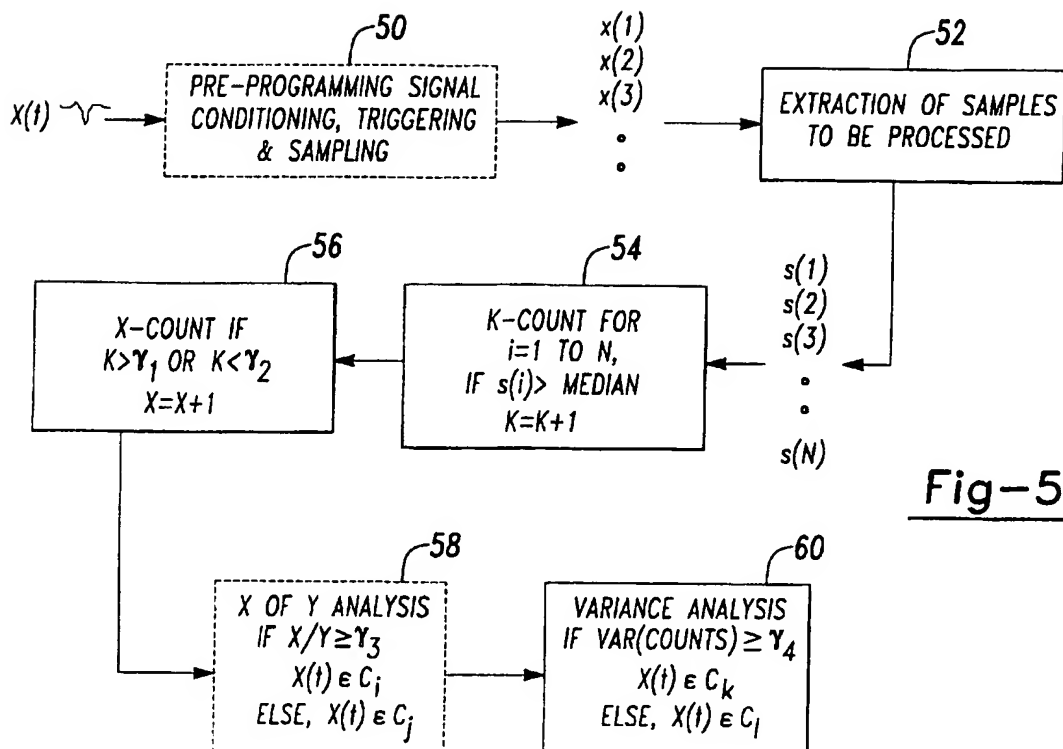 50
X(t)
PRE-PROGRAMMING SIGNAL
CONDITIONING, TRIGGERING
& SAMPLING
x(1)
x(2)
x(3)
52
EXTRACTION OF SAMPLES
TO BE PROCESSED
s(1)
s(2)
s(3)
s(N)
54
K-COUNT FOR
i=1 TO N,
IF s(i)> MEDIAN
K=K+1
56
X-COUNT IF
K>γ1 OR K<γ2
X=X+1
Fig-5
58
X OF Y ANALYSIS
IF X/Y≥γ3
X(t) ε Ci
ELSE, X(t) ε Cj
60
VARIANCE ANALYSIS
IF VAR(COUNTS)≥γ4
X(t) ε Ck
ELSE, X(t) ε Cl